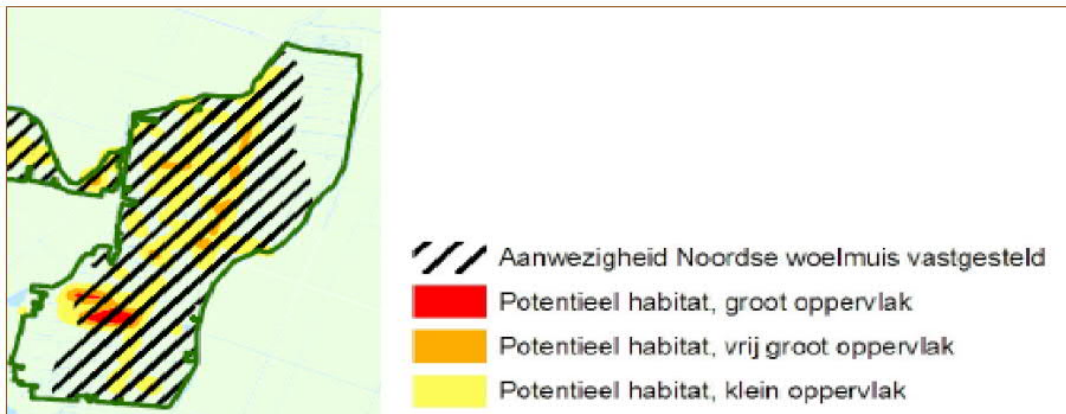 Aanwezigheid Noordse woelmuis vastgesteld
Potentieel habitat, groot oppervlak
Potentieel habitat, vrij groot oppervlak
Potentieel habitat, klein oppervlak